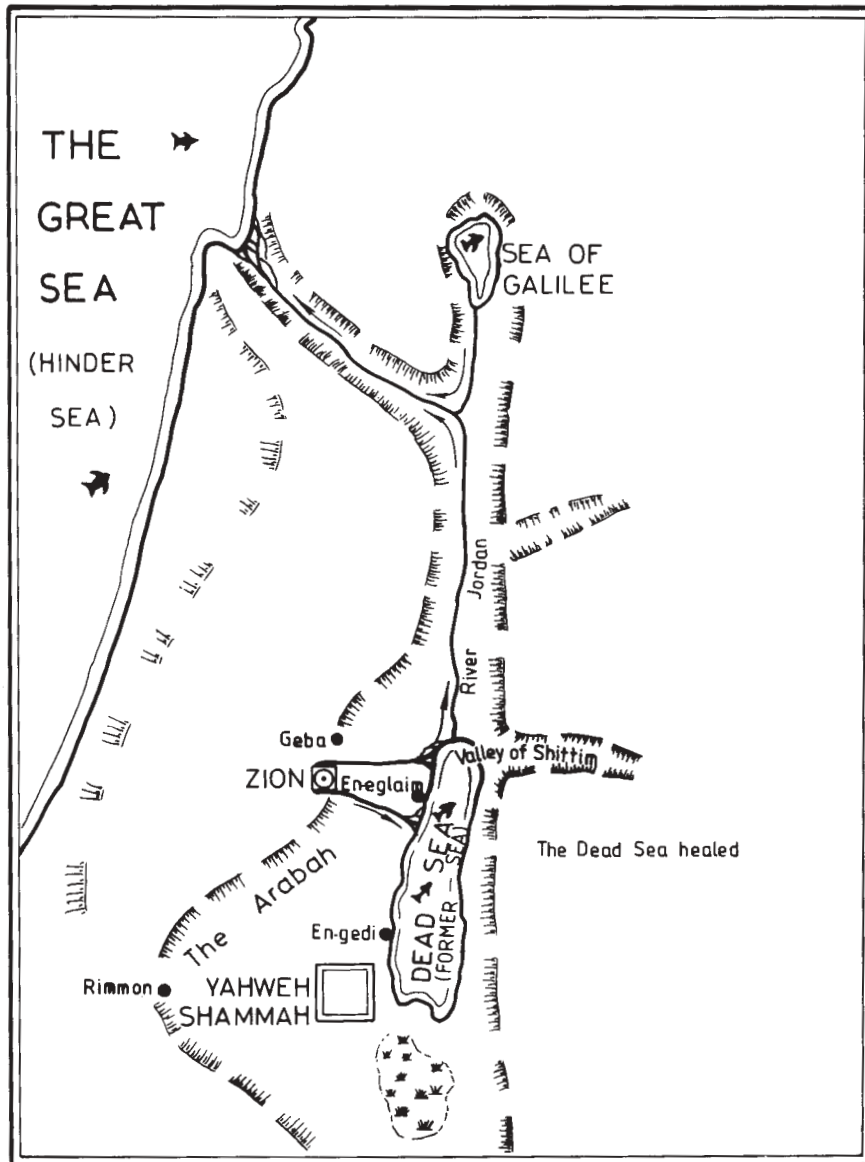 THE
GREAT
SEA
(HINDER
SEA)
SEA OF
GALILEE
River Jordan
Geba
Valley of Shittim
ZION
En-eglaim
The Dead Sea healed
The Arabah
DEAD SEA
(FORMER SEA)
En-gedi
Rimmon
YAHWEH
SHAMMAH